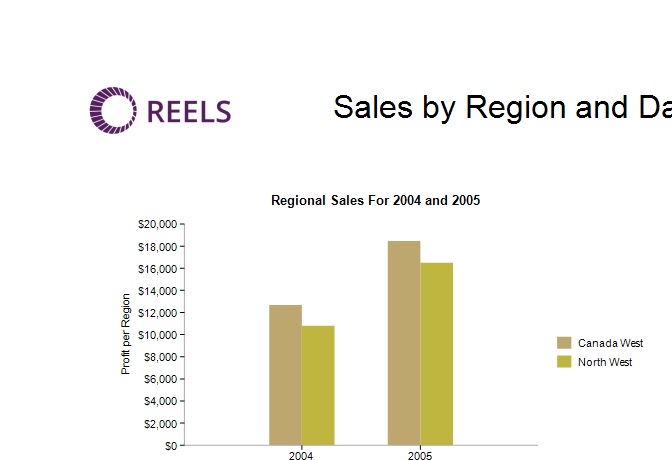 REELS
Sales by Region and Da
Regional Sales For 2004 and 2005
$20,000
$18,000
$16,000
$14,000
$12,000
$10,000
$8,000
$6,000
$4,000
$2,000
$0
Profit per Region
2004
2005
Canada West
North West